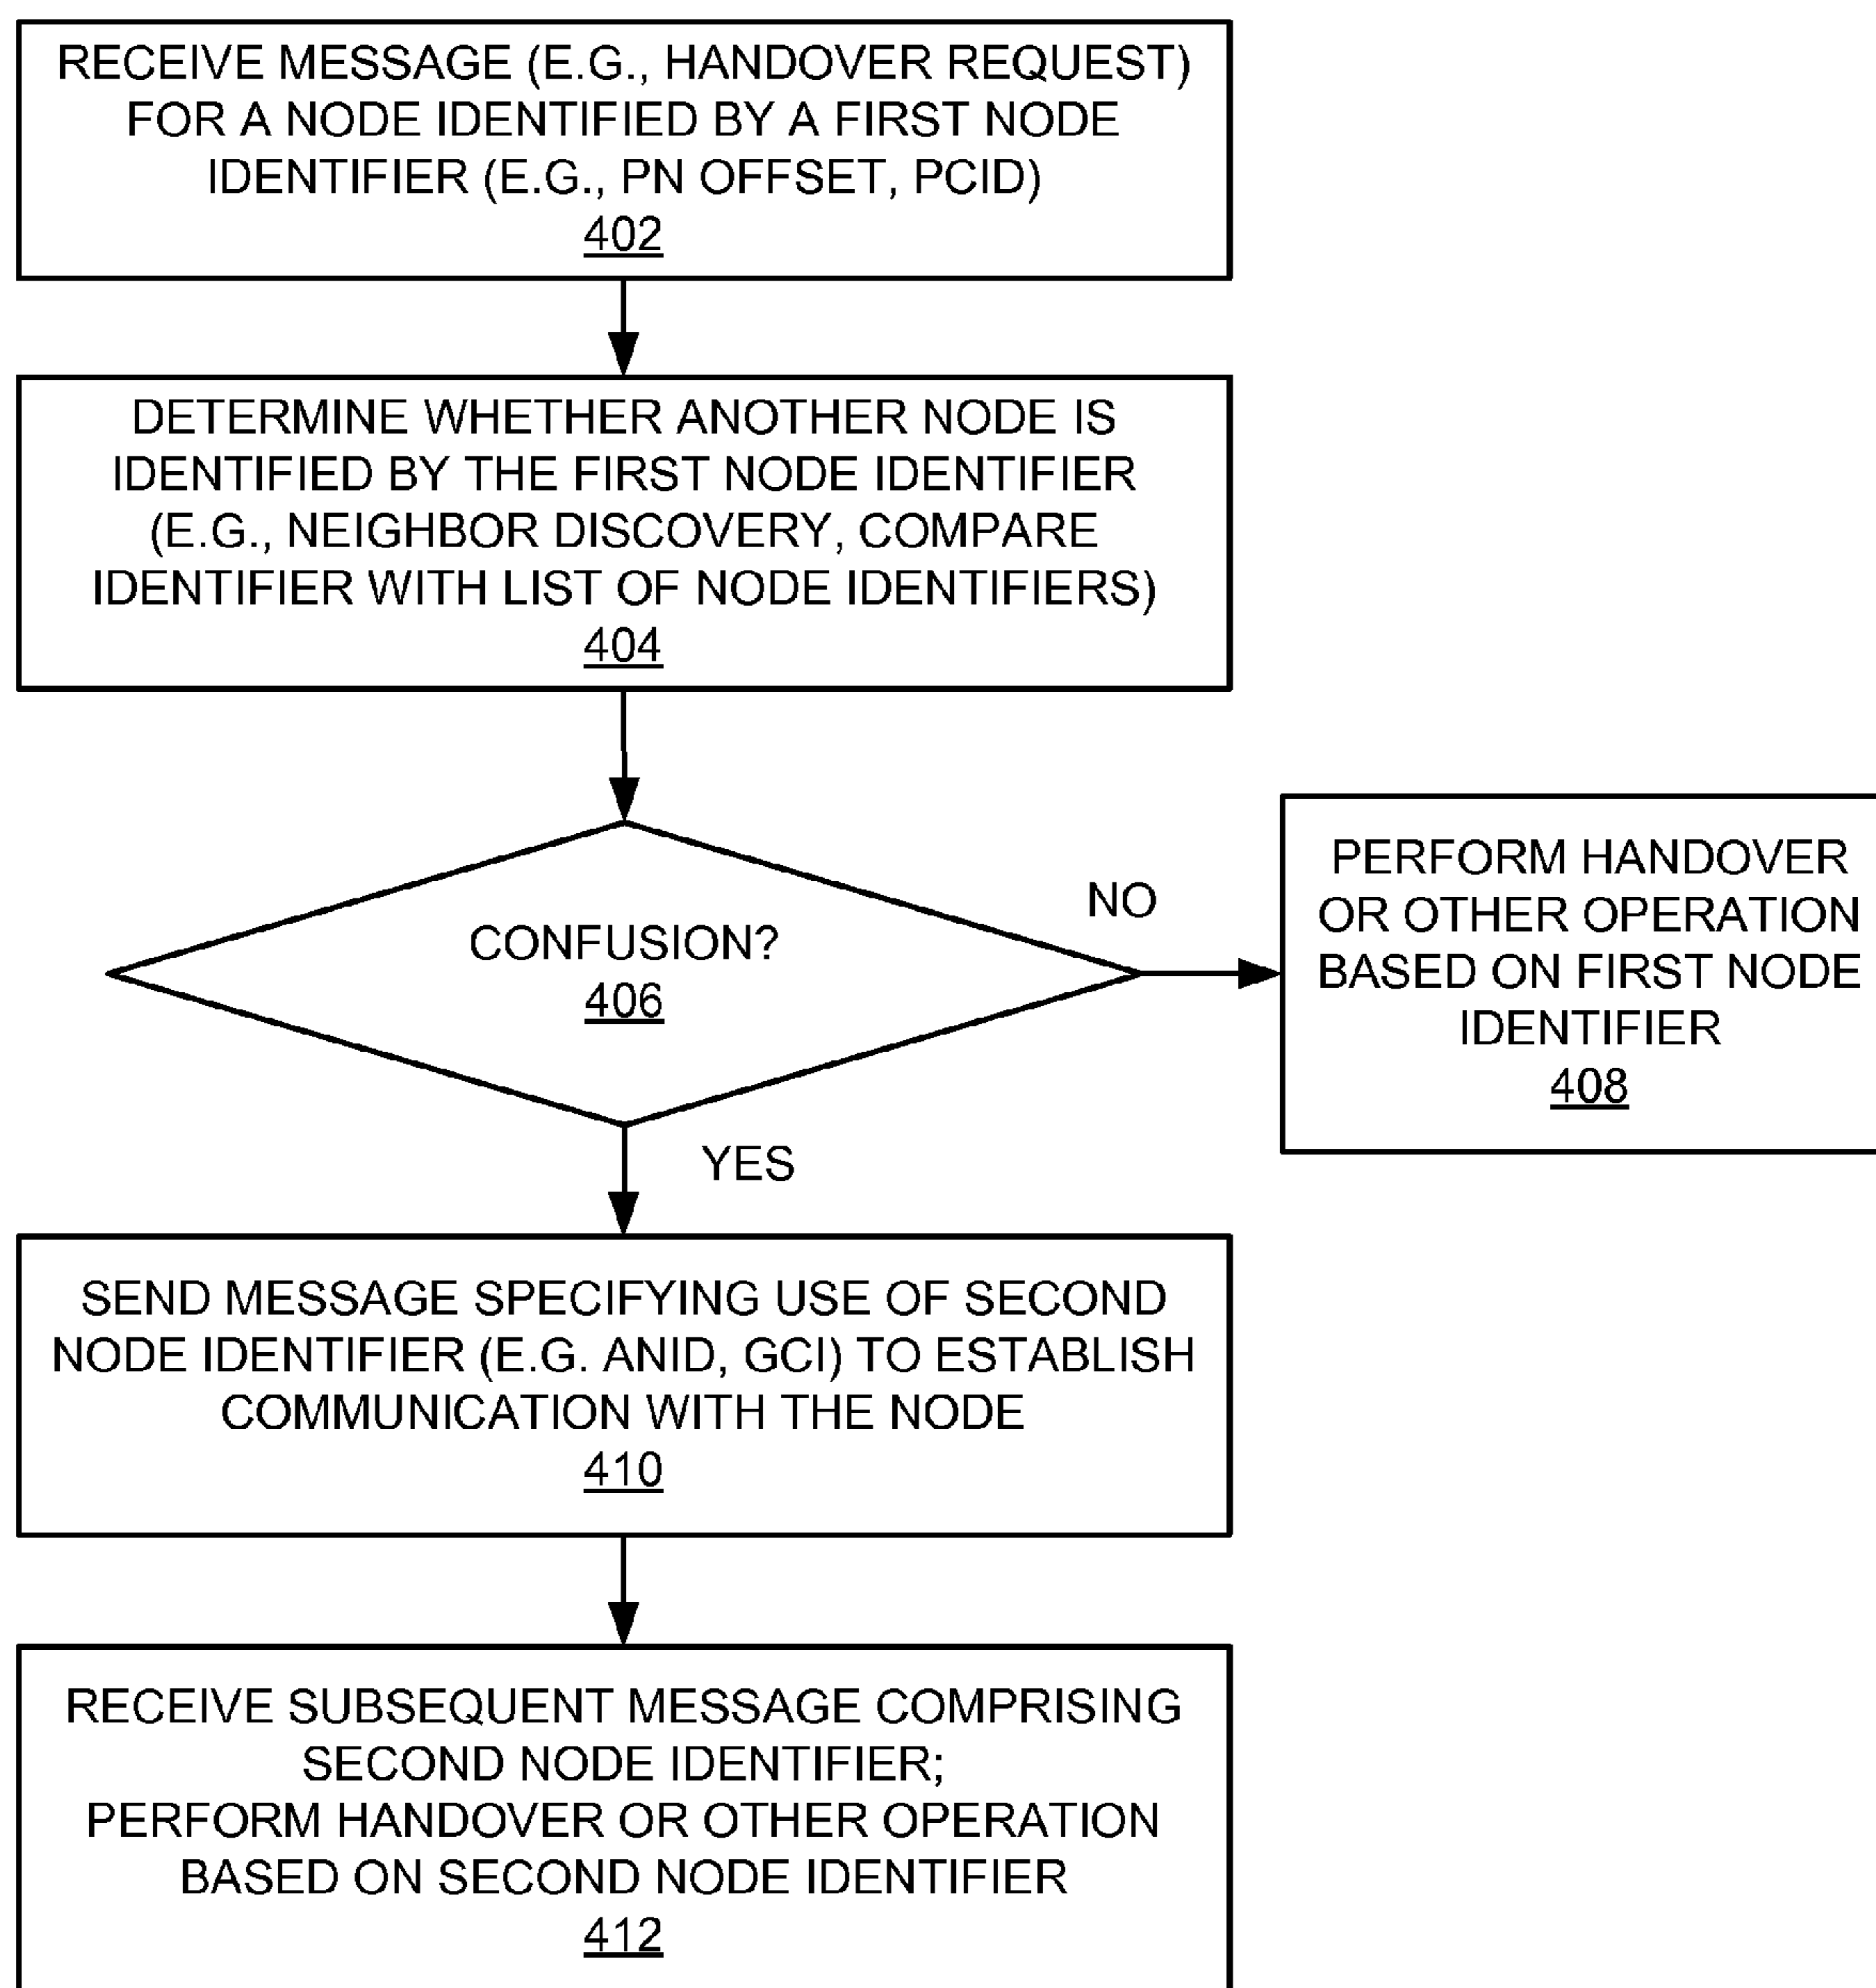 RECEIVE MESSAGE (E.G., HANDOVER REQUEST)
FOR A NODE IDENTIFIED BY A FIRST NODE
IDENTIFIER (E.G., PN OFFSET, PCID)
402
DETERMINE WHETHER ANOTHER NODE IS
IDENTIFIED BY THE FIRST NODE IDENTIFIER
(E.G., NEIGHBOR DISCOVERY, COMPARE
IDENTIFIER WITH LIST OF NODE IDENTIFIERS)
404
CONFUSION?
406
NO
PERFORM HANDOVER
OR OTHER OPERATION
BASED ON FIRST NODE
IDENTIFIER
408
YES
SEND MESSAGE SPECIFYING USE OF SECOND
NODE IDENTIFIER (E.G. ANID, GCI) TO ESTABLISH
COMMUNICATION WITH THE NODE
410
RECEIVE SUBSEQUENT MESSAGE COMPRISING
SECOND NODE IDENTIFIER;
PERFORM HANDOVER OR OTHER OPERATION
BASED ON SECOND NODE IDENTIFIER
412